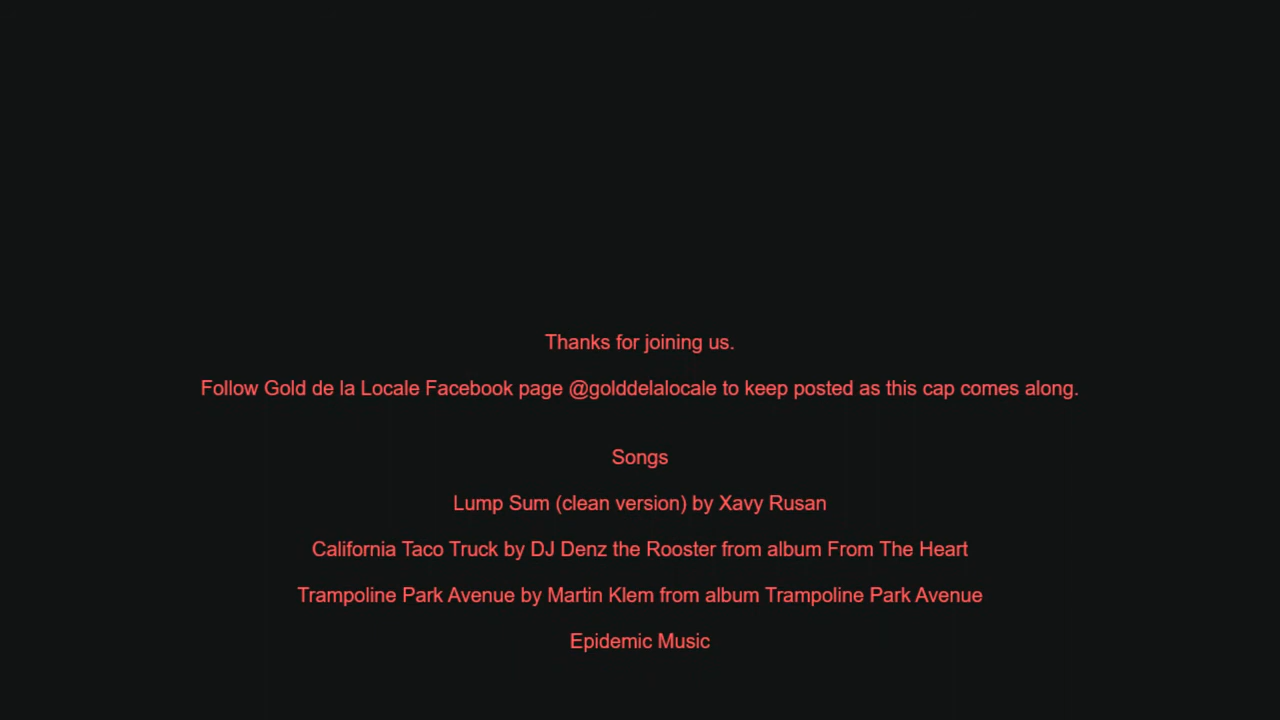 Thanks for joining us.
Follow Gold de la Locale Facebook page @golddelalocale to keep posted as this cap comes along.
Songs
Lump Sum (clean version) by Xavy Rusan
California Taco Truck by DJ Denz the Rooster from album From The Heart
Trampoline Park Avenue by Martin Klem from album Trampoline Park Avenue
Epidemic Music